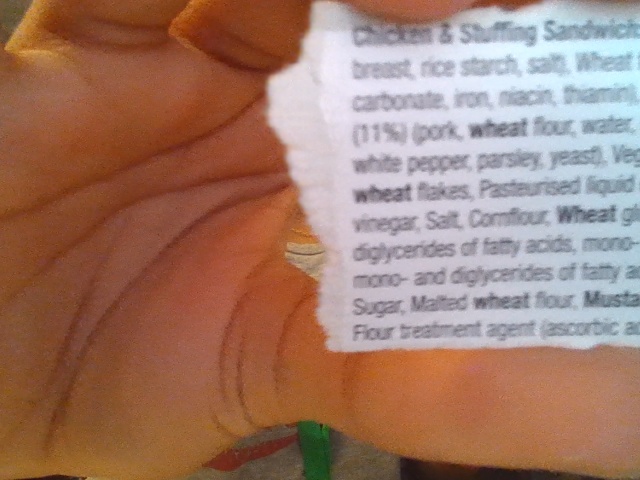 Chicken & Stuffing Sandwich
breast, rice starch, salt), Wheat
carbonate, iron, niacin, thiamin)
(11%) (pork, wheat flour, water,
white pepper, parsley, yeast), Veg
wheat flakes, Pasteurised liquid
vinegar, Salt, Cornflour, Wheat g
diglycerides of fatty acids, mono-
mono- and diglycerides of fatty a
Sugar, Malted wheat flour, Musta
Flour treatment agent (ascorbic a